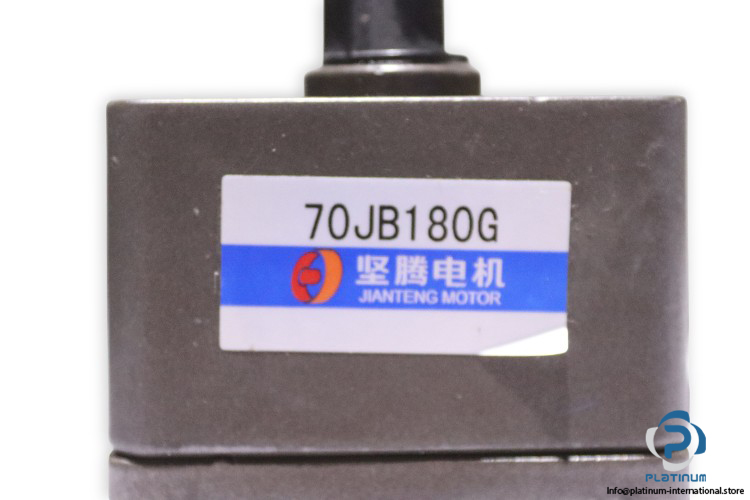 70JB180G
坚腾电机
JIANTENG MOTOR
PLATINUM
Info@platinum-international.store